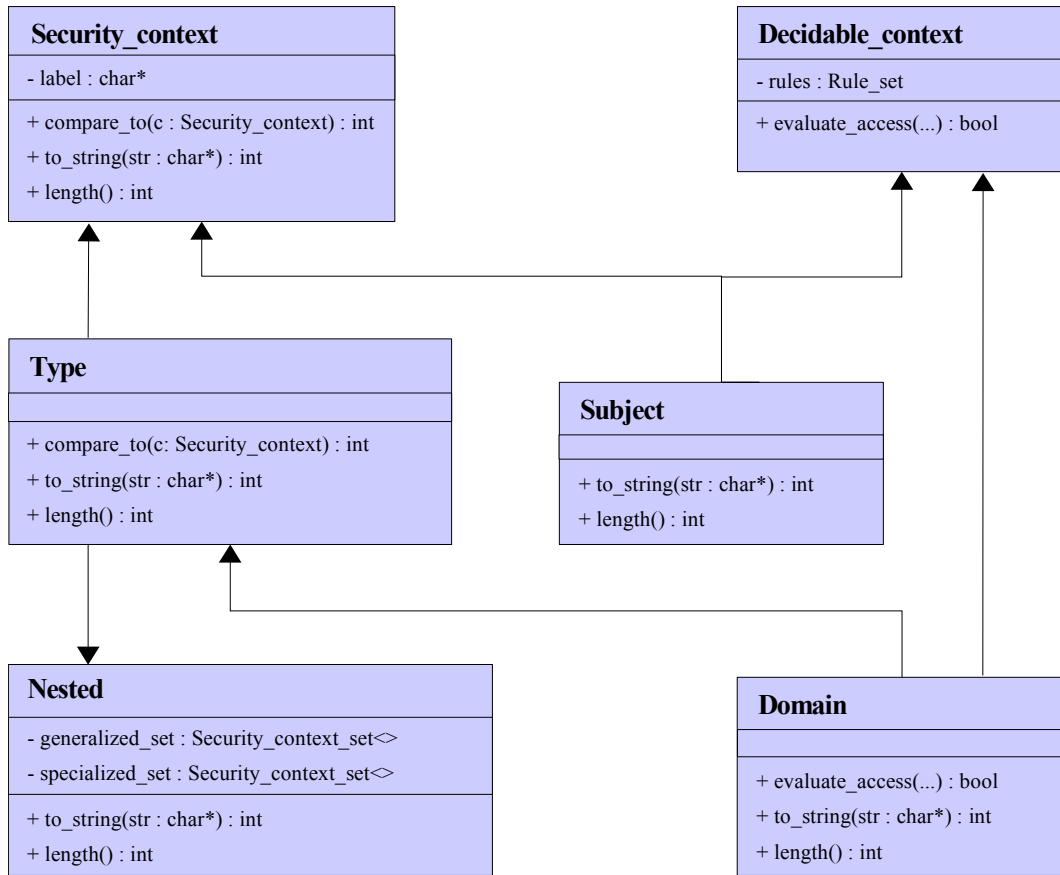 Security_context
- label : char*
+ compare_to(c : Security_context) : int
+ to_string(str : char*) : int
+ length() : int
Decidable_context
- rules : Rule_set
+ evaluate_access(...) : bool
Type
+ compare_to(c: Security_context) : int
+ to_string(str : char*) : int
+ length() : int
Subject
+ to_string(str : char*) : int
+ length() : int
Nested
- generalized_set : Security_context_set<>
- specialized_set : Security_context_set<>
+ to_string(str : char*) : int
+ length() : int
Domain
+ evaluate_access(...) : bool
+ to_string(str : char*) : int
+ length() : int